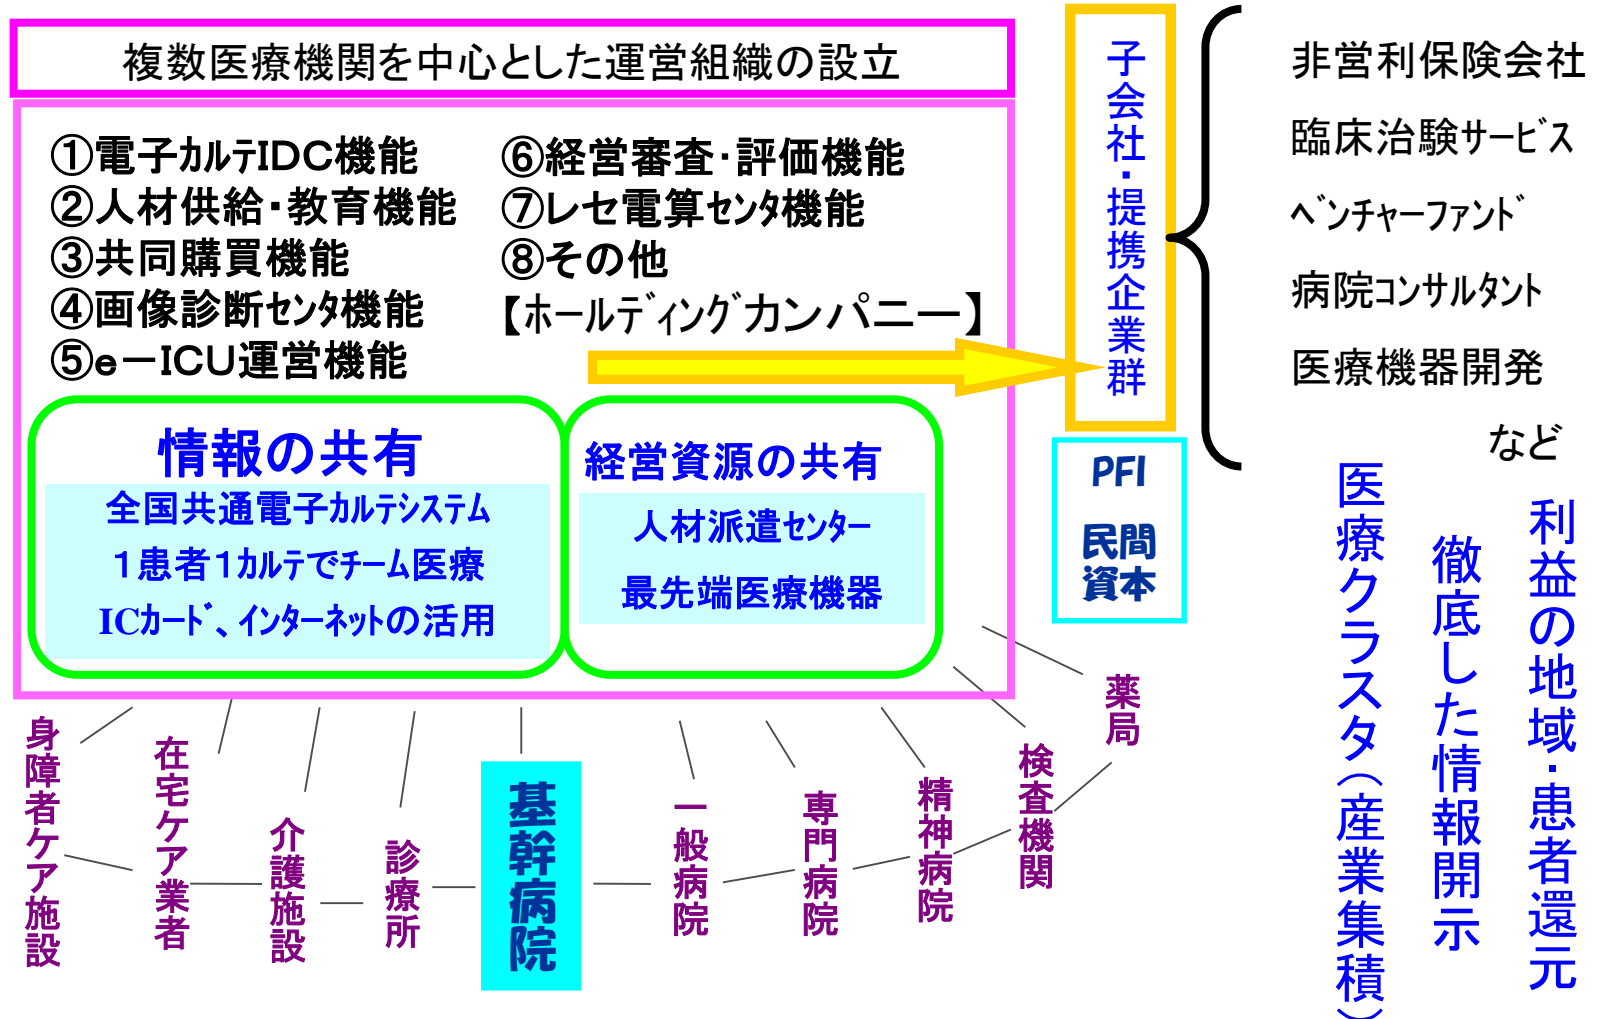 複数医療機関を中心とした運営組織の設立
①電子ｶﾙﾃIDC機能
②人材供給・教育機能
③共同購買機能
④画像診断ｾﾝﾀ機能
⑤e－ICU運営機能
⑥経営審査・評価機能
⑦レセ電算ｾﾝﾀ機能
⑧その他
【ﾎｰﾙﾃﾞｨﾝｸﾞカンパニー】
情報の共有
全国共通電子ｶﾙﾃｼｽﾃﾑ
１患者１ｶﾙﾃでﾁｰﾑ医療
ICｶｰﾄﾞ、ｲﾝﾀｰﾈｯﾄの活用
経営資源の共有
人材派遣ｾﾝﾀｰ
最先端医療機器
子会社・提携企業群
PFI
民間
資本
非営利保険会社
臨床治験ｻｰﾋﾞｽ
ﾍﾞﾝﾁｬｰﾌｧﾝﾄﾞ
病院ｺﾝｻﾙﾀﾝﾄ
医療機器開発
など
利益の地域・患者還元
徹底した情報開示
医療クラスタ（産業集積）
身障者ケア施設
在宅ケア業者
介護施設
診療所
基幹病院
一般病院
専門病院
精神病院
検査機関
薬局